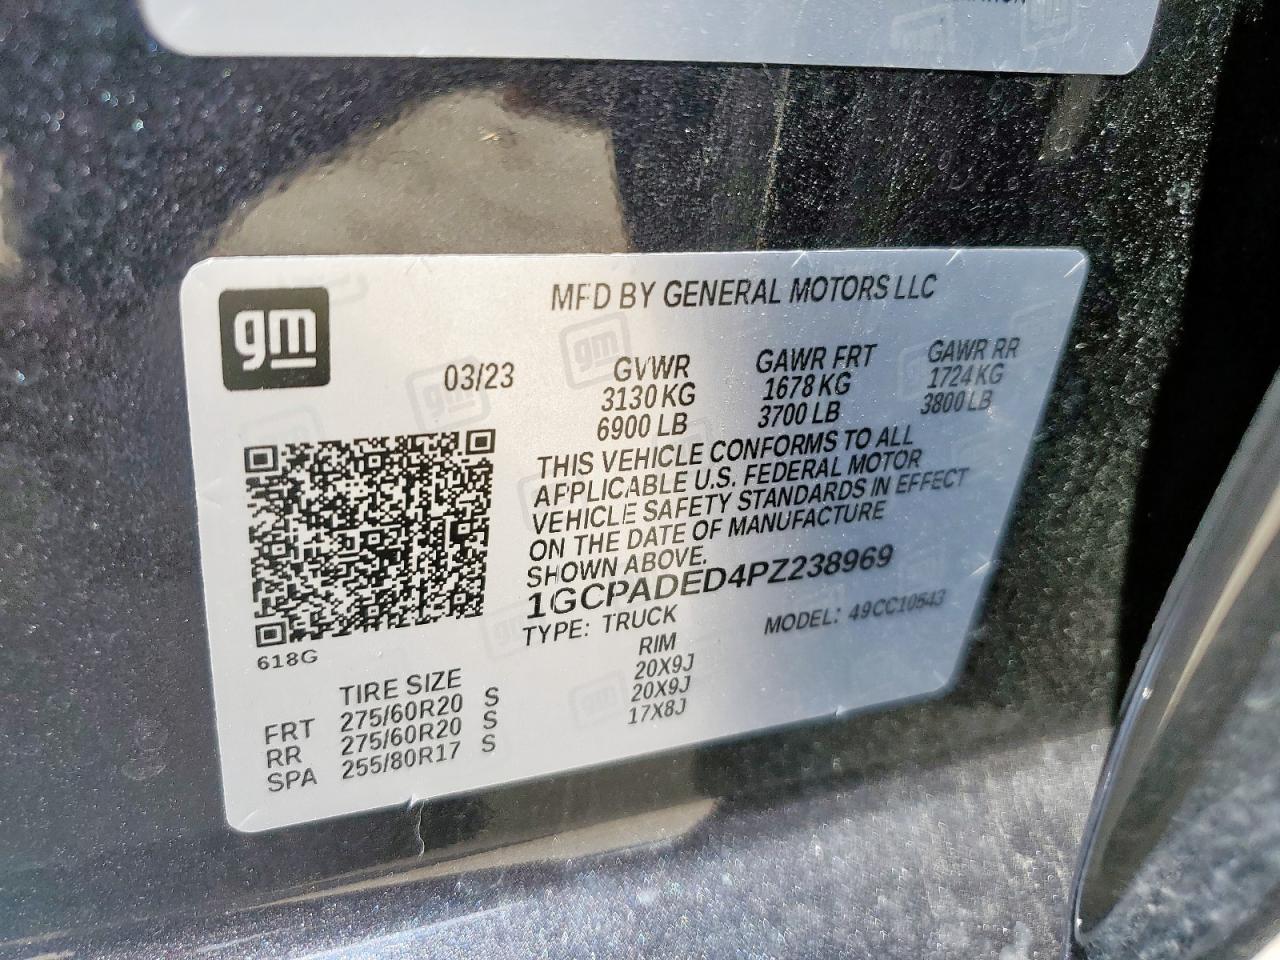 gm
MFD BY GENERAL MOTORS LLC
03/23
GVWR GAWR FRT GAWR RR
3130 KG 1678 KG 1724 KG
6900 LB 3700 LB 3800 LB
THIS VEHICLE CONFORMS TO ALL
APPLICABLE U.S. FEDERAL MOTOR
VEHICLE SAFETY STANDARDS IN EFFECT
ON THE DATE OF MANUFACTURE
SHOWN ABOVE.
1GCPADED4PZ238969
TYPE: TRUCK MODEL: 49CC10543
618G
TIRE SIZE RIM
FRT 275/60R20 S 20X9J
RR 275/60R20 S 20X9J
SPA 255/80R17 S 17X8J